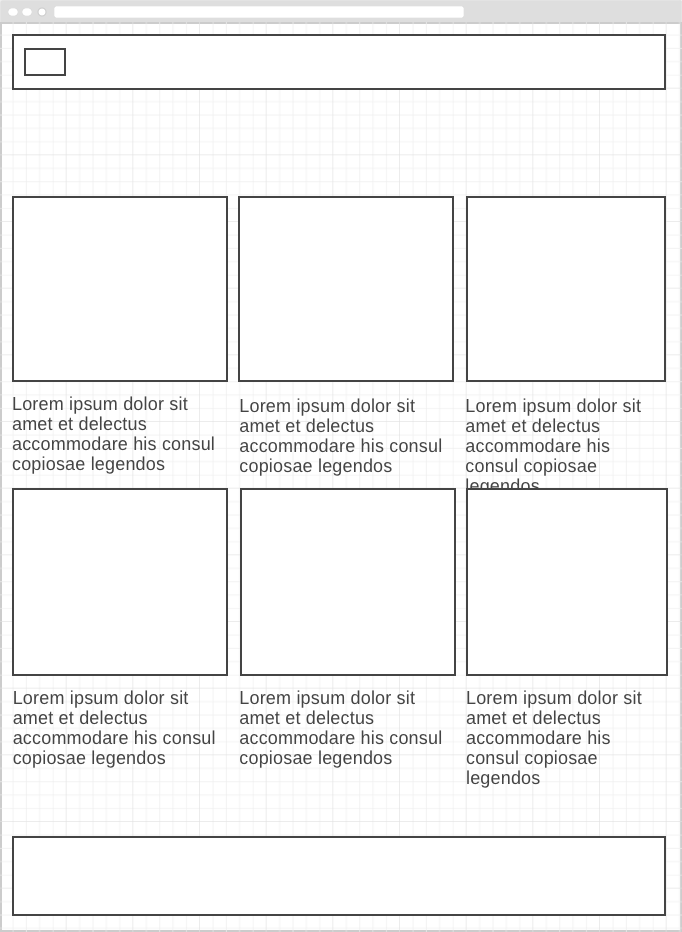 Lorem ipsum dolor sit
amet et delectus
accommodare his consul
copiosae legendos
Lorem ipsum dolor sit
amet et delectus
accommodare his consul
copiosae legendos
Lorem ipsum dolor sit
amet et delectus
accommodare his
consul copiosae
legendos
Lorem ipsum dolor sit
amet et delectus
accommodare his consul
copiosae legendos
Lorem ipsum dolor sit
amet et delectus
accommodare his consul
copiosae legendos
Lorem ipsum dolor sit
amet et delectus
accommodare his
consul copiosae
legendos